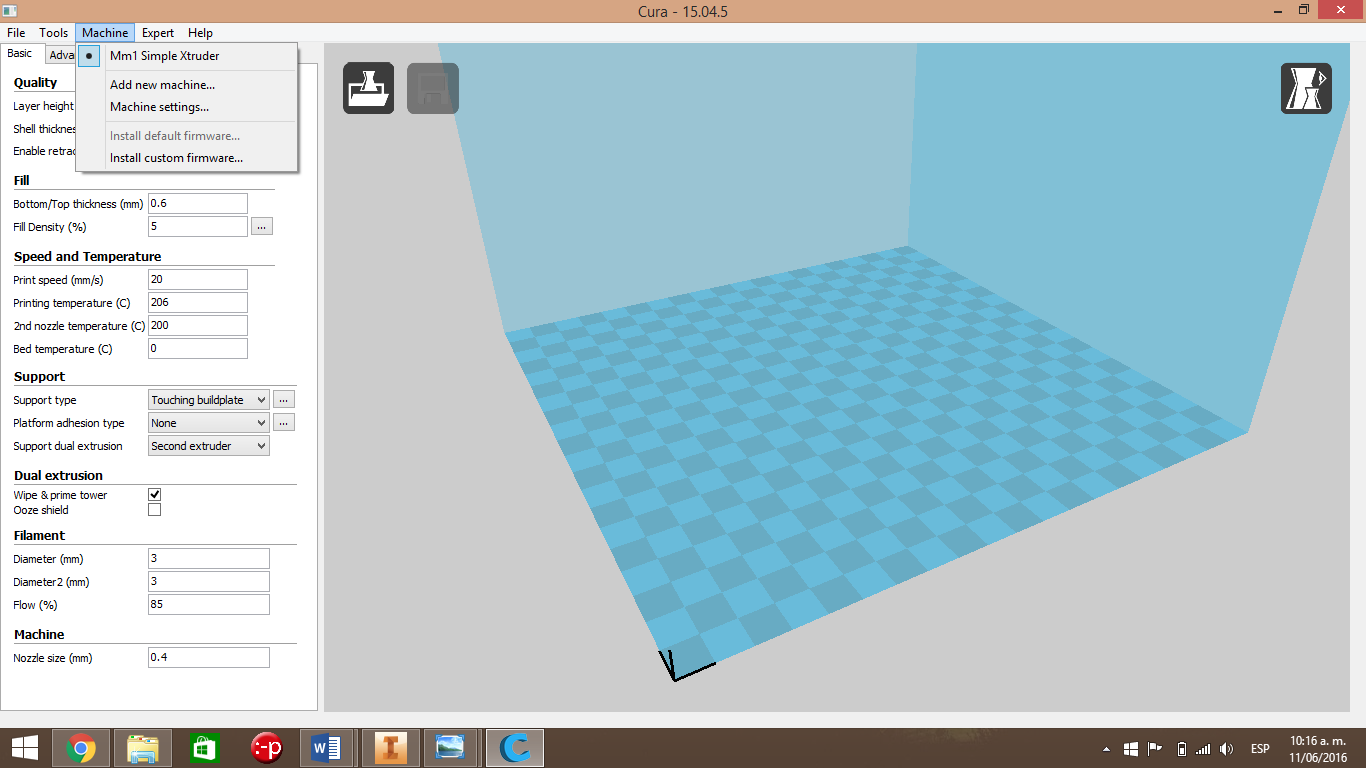 Cura - 15.04.5
File Tools Machine Expert Help
Basic Adva
Mm1 Simple Xtruder
Add new machine...
Machine settings...
Install default firmware...
Install custom firmware...
Quality
Layer height
Shell thickness
Enable retrac
Fill
Bottom/Top thickness (mm) 0.6
Fill Density (%) 5 ...
Speed and Temperature
Print speed (mm/s) 20
Printing temperature (C) 206
2nd nozzle temperature (C) 200
Bed temperature (C) 0
Support
Support type Touching buildplate ...
Platform adhesion type None ...
Support dual extrusion Second extruder
Dual extrusion
Wipe & prime tower
Ooze shield
Filament
Diameter (mm) 3
Diameter2 (mm) 3
Flow (%) 85
Machine
Nozzle size (mm) 0.4
:-p
ESP
10:16 a. m.
11/06/2016